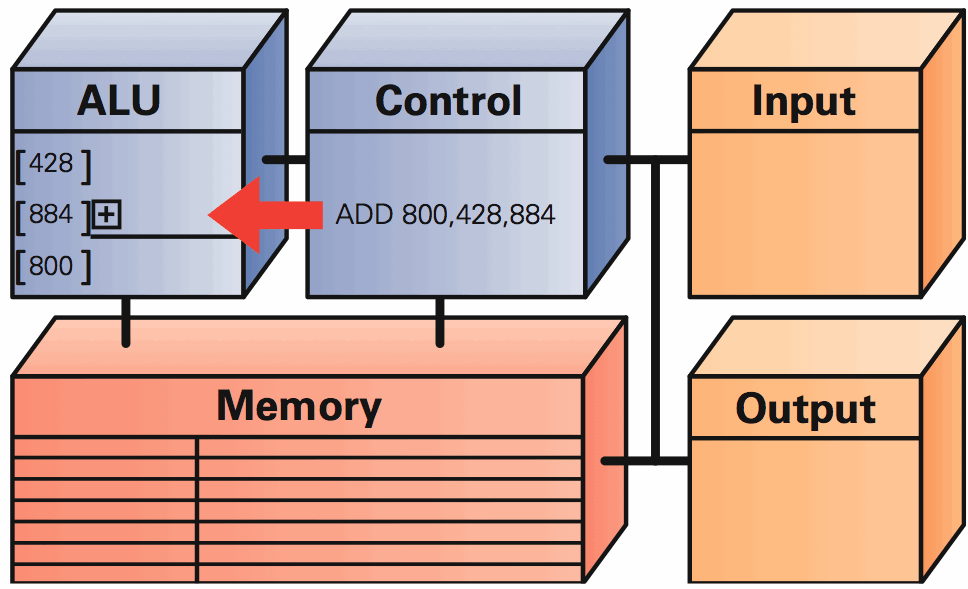 ALU
[428 ]
[884 ]+
[800 ]
Control
ADD 800,428,884
Input
Memory
Output